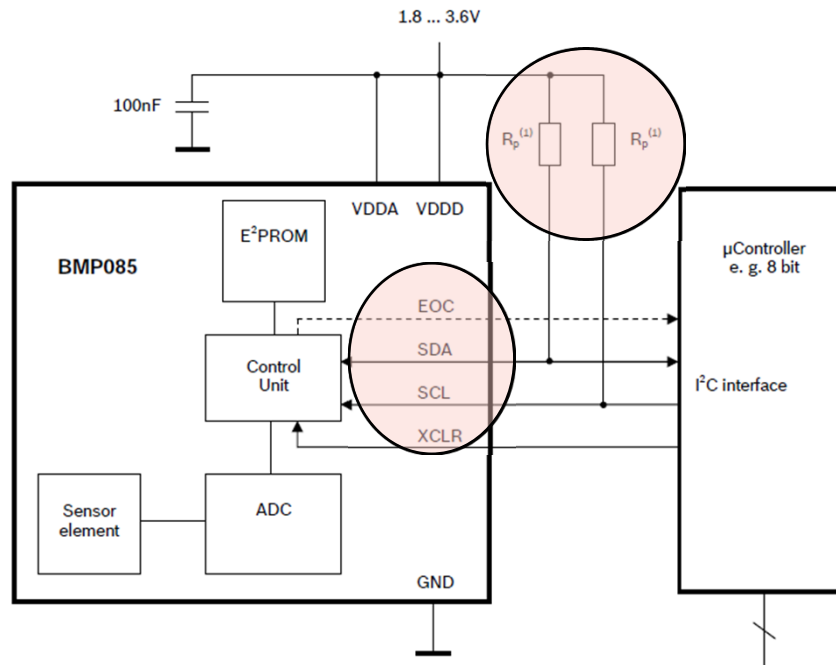 1.8 ... 3.6V
100nF
Rp(1)
Rp(1)
VDDA
VDDD
E²PROM
BMP085
µController
e. g. 8 bit
EOC
SDA
Control
Unit
SCL
I²C interface
XCLR
Sensor
element
ADC
GND